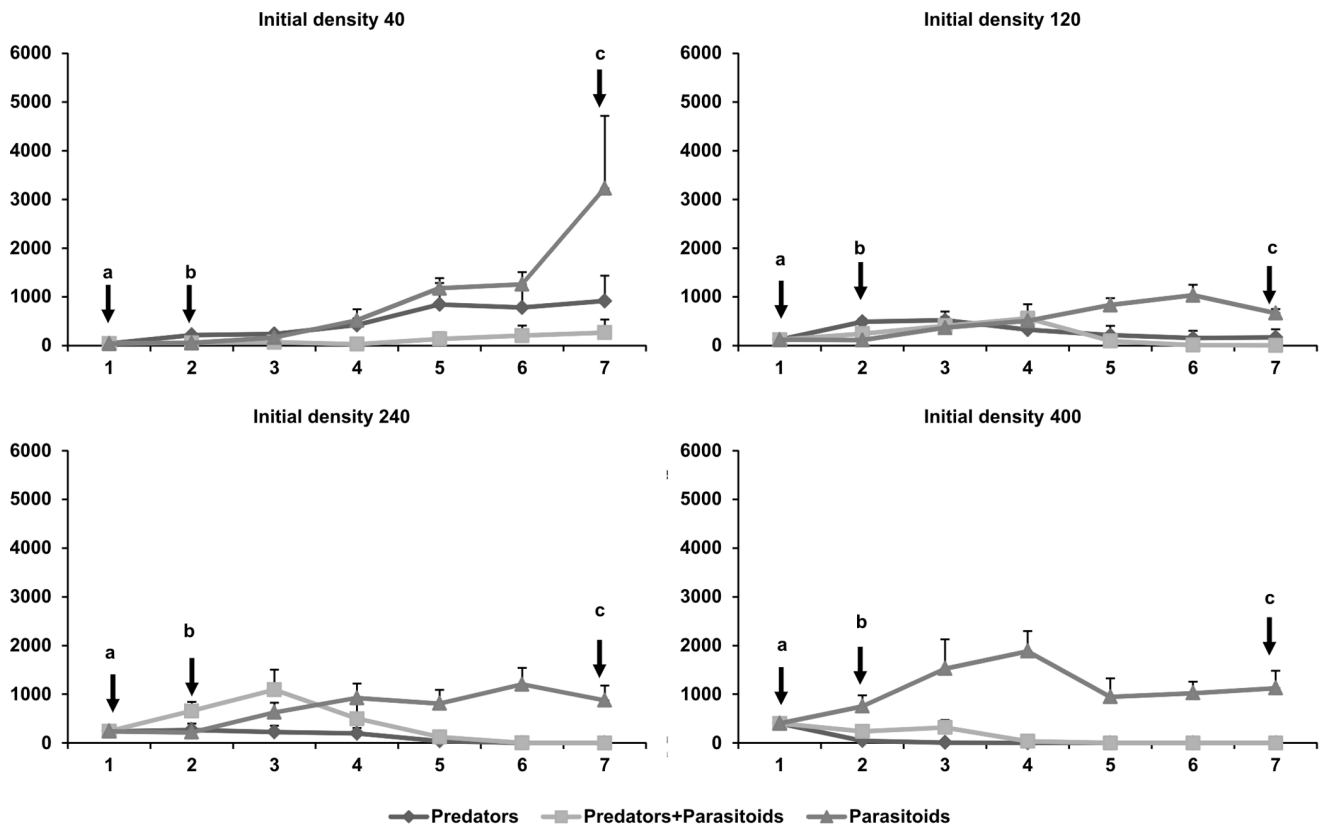 Initial density 40
6000
5000
4000
3000
2000
1000
0
a
b
c
1 2 3 4 5 6 7
Initial density 120
6000
5000
4000
3000
2000
1000
0
a
b
c
1 2 3 4 5 6 7
Initial density 240
6000
5000
4000
3000
2000
1000
0
a
b
c
1 2 3 4 5 6 7
Initial density 400
6000
5000
4000
3000
2000
1000
0
a
b
c
1 2 3 4 5 6 7
Predators Predators+Parasitoids Parasitoids